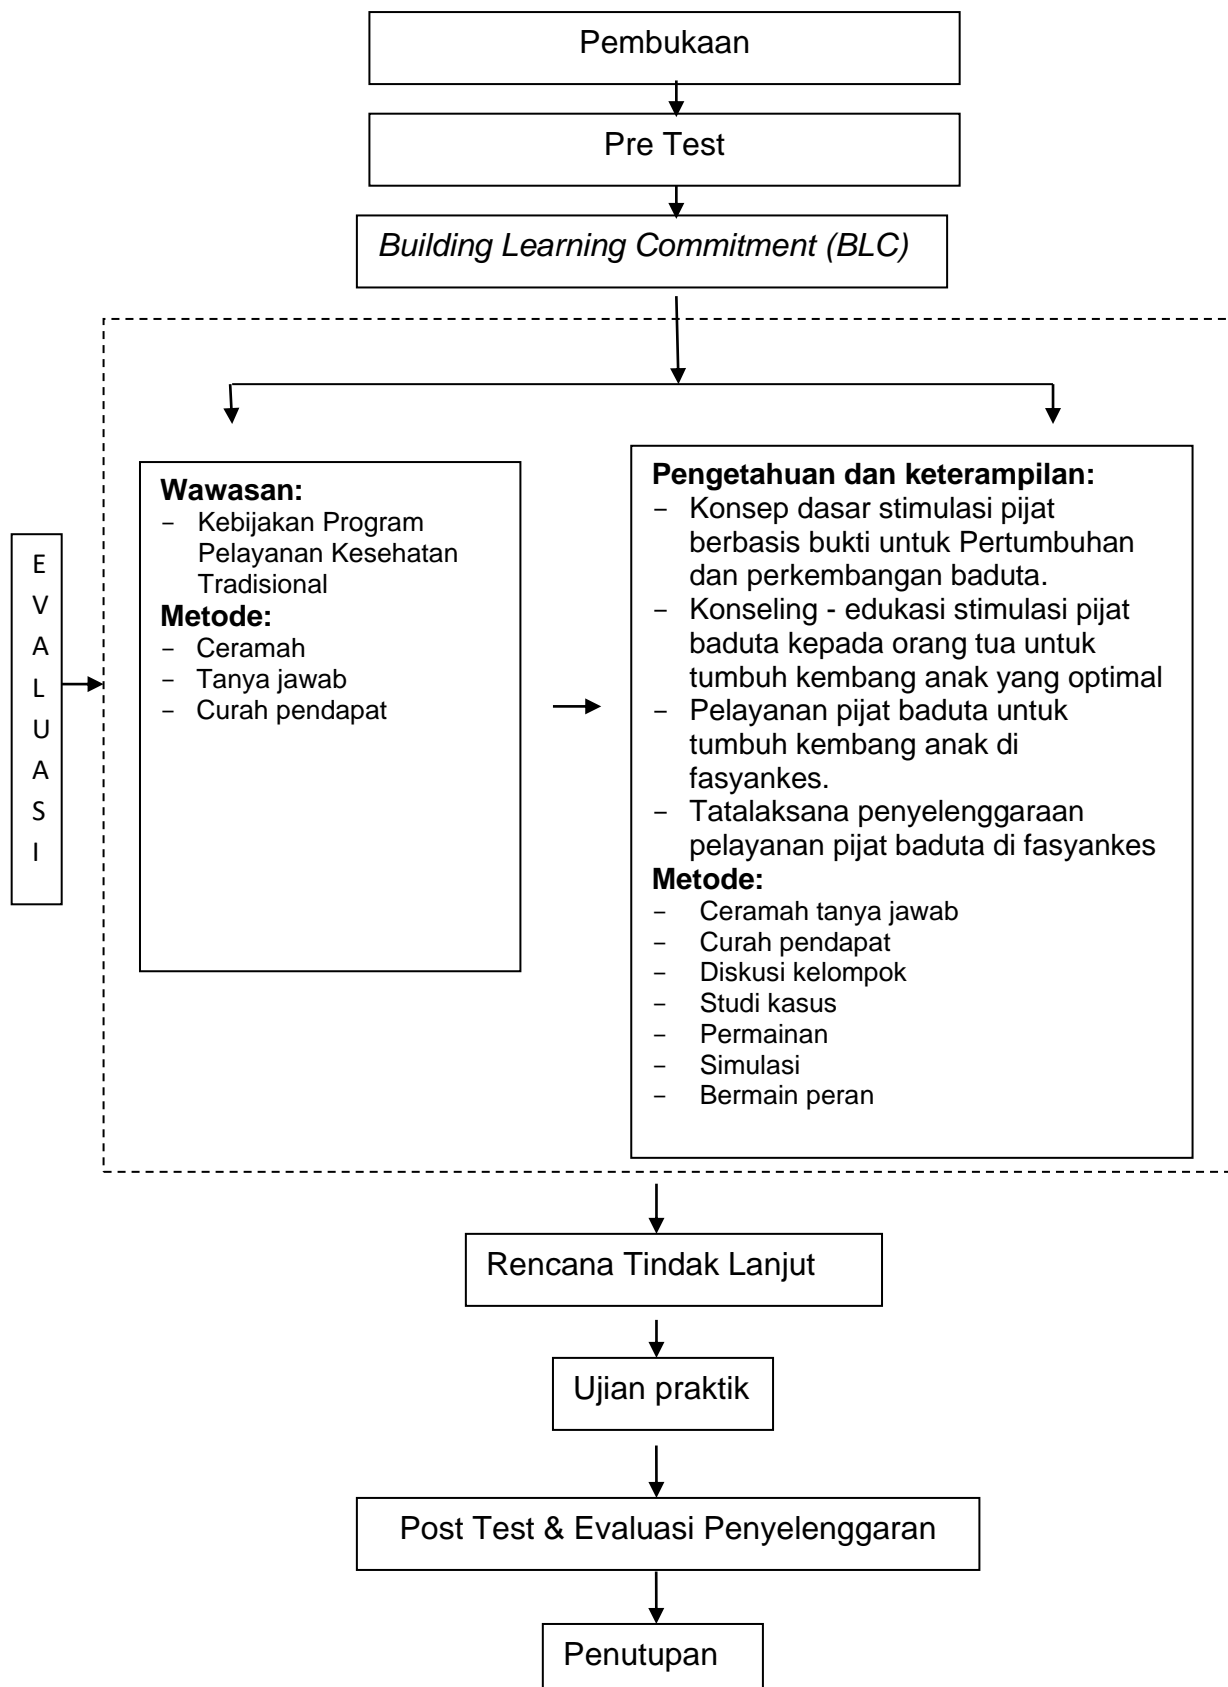 Pembukaan
Pre Test
Building Learning Commitment (BLC)
E
V
A
L
U
A
S
I
Wawasan:
- Kebijakan Program
Pelayanan Kesehatan
Tradisional
Metode:
- Ceramah
- Tanya jawab
- Curah pendapat
Pengetahuan dan keterampilan:
- Konsep dasar stimulasi pijat
berbasis bukti untuk Pertumbuhan
dan perkembangan baduta.
- Konseling - edukasi stimulasi pijat
baduta kepada orang tua untuk
tumbuh kembang anak yang optimal
- Pelayanan pijat baduta untuk
tumbuh kembang anak di
fasyankes.
- Tatalaksana penyelenggaraan
pelayanan pijat baduta di fasyankes
Metode:
- Ceramah tanya jawab
- Curah pendapat
- Diskusi kelompok
- Studi kasus
- Permainan
- Simulasi
- Bermain peran
Rencana Tindak Lanjut
Ujian praktik
Post Test & Evaluasi Penyelenggaran
Penutupan